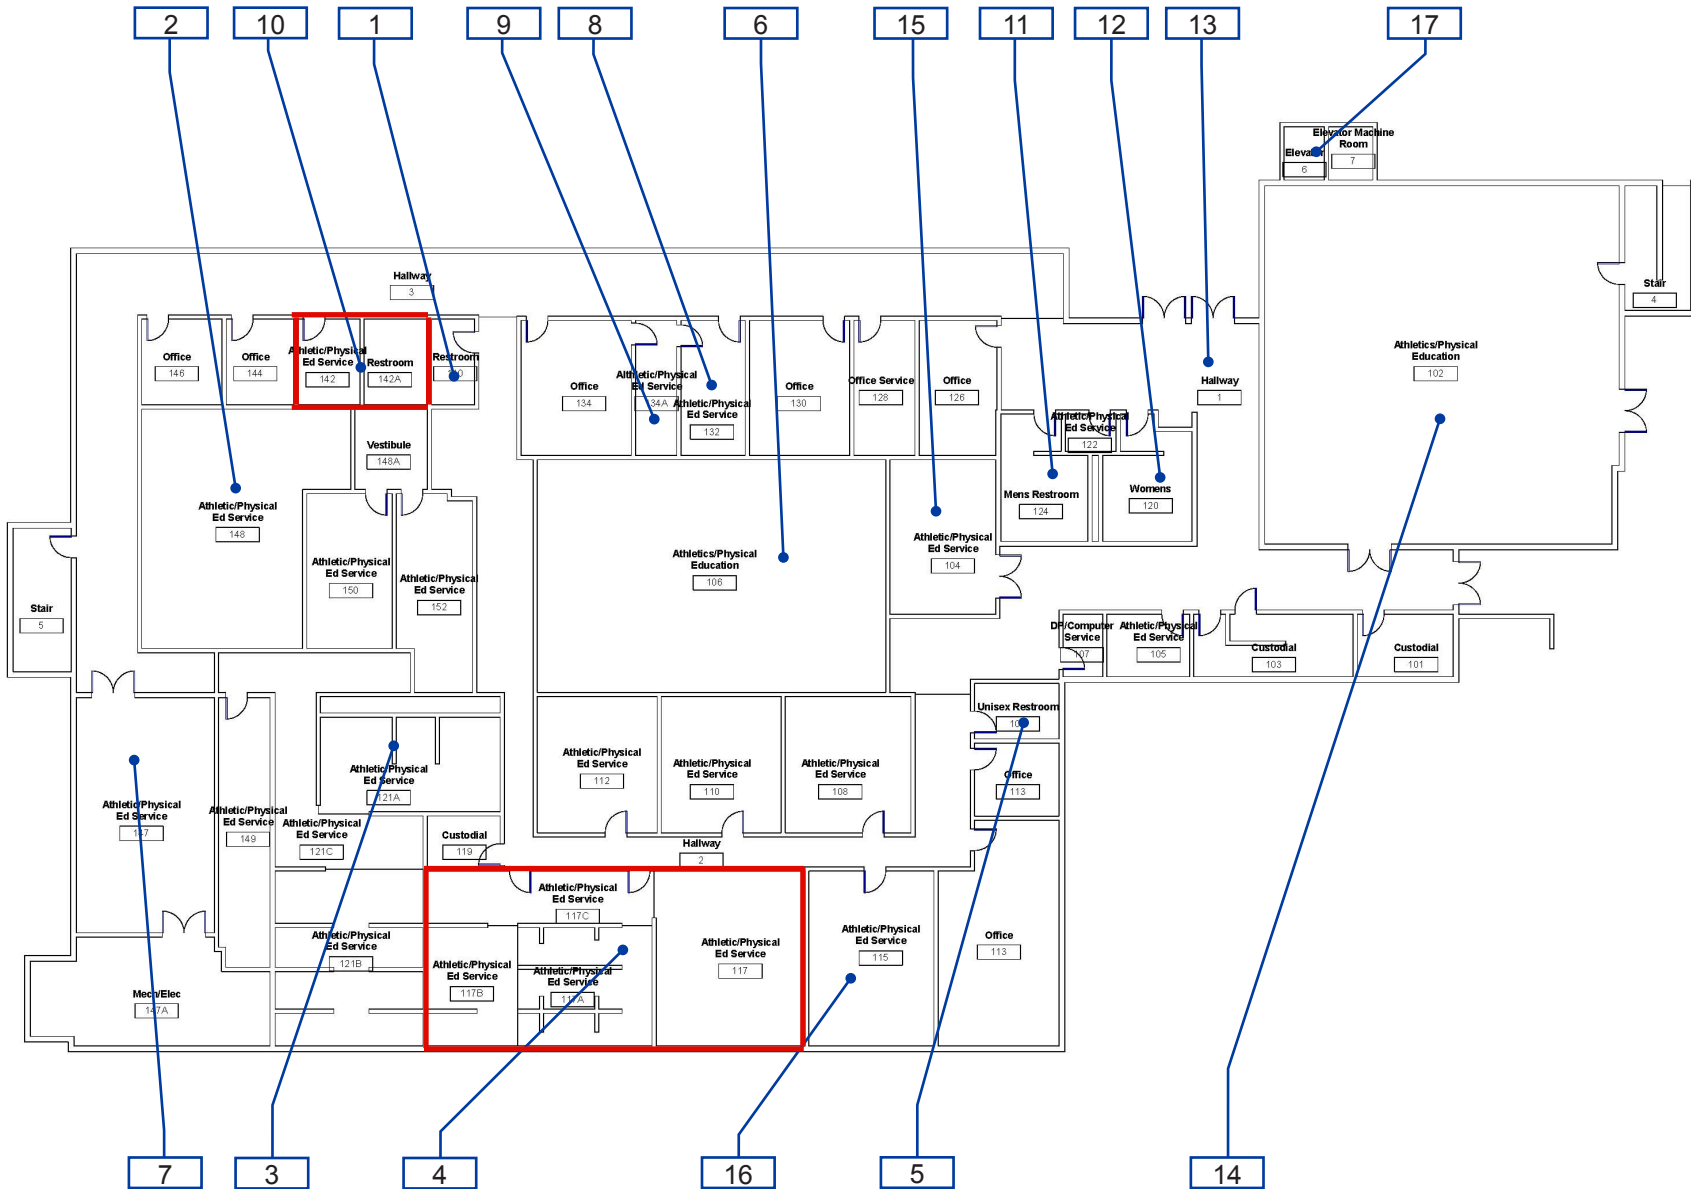 2
10
1
9
8
6
15
11
12
13
17
Elevator Machine
Room
7
Elevator
6
Hallway
3
Stair
4
Athletics/Physical
Education
102
Office
146
Office
144
Athletic/Physical
Ed Service
142
Restroom
142A
Restroom
Office
134
Athletic/Physical
Ed Service
134A
Athletic/Physical
Ed Service
132
Office
130
Office Service
128
Office
126
Hallway
1
Athletic/Physical
Ed Service
122
Vestibule
148A
Mens Restroom
124
Womens
120
Athletic/Physical
Ed Service
148
Athletic/Physical
Ed Service
150
Athletic/Physical
Ed Service
152
Athletics/Physical
Education
106
Athletic/Physical
Ed Service
104
Stair
5
DP/Computer
Service
107
Athletic/Physical
Ed Service
105
Custodial
103
Custodial
101
Unisex Restroom
Athletic/Physical
Ed Service
112
Athletic/Physical
Ed Service
110
Athletic/Physical
Ed Service
108
Office
113
Athletic/Physical
Ed Service
121A
Athletic/Physical
Ed Service
147
Athletic/Physical
Ed Service
149
Athletic/Physical
Ed Service
121C
Custodial
119
Hallway
2
Athletic/Physical
Ed Service
117C
Athletic/Physical
Ed Service
121B
Athletic/Physical
Ed Service
117B
Athletic/Physical
Ed Service
117A
Athletic/Physical
Ed Service
117
Athletic/Physical
Ed Service
115
Office
113
Mech/Elec
147A
7
3
4
16
5
14